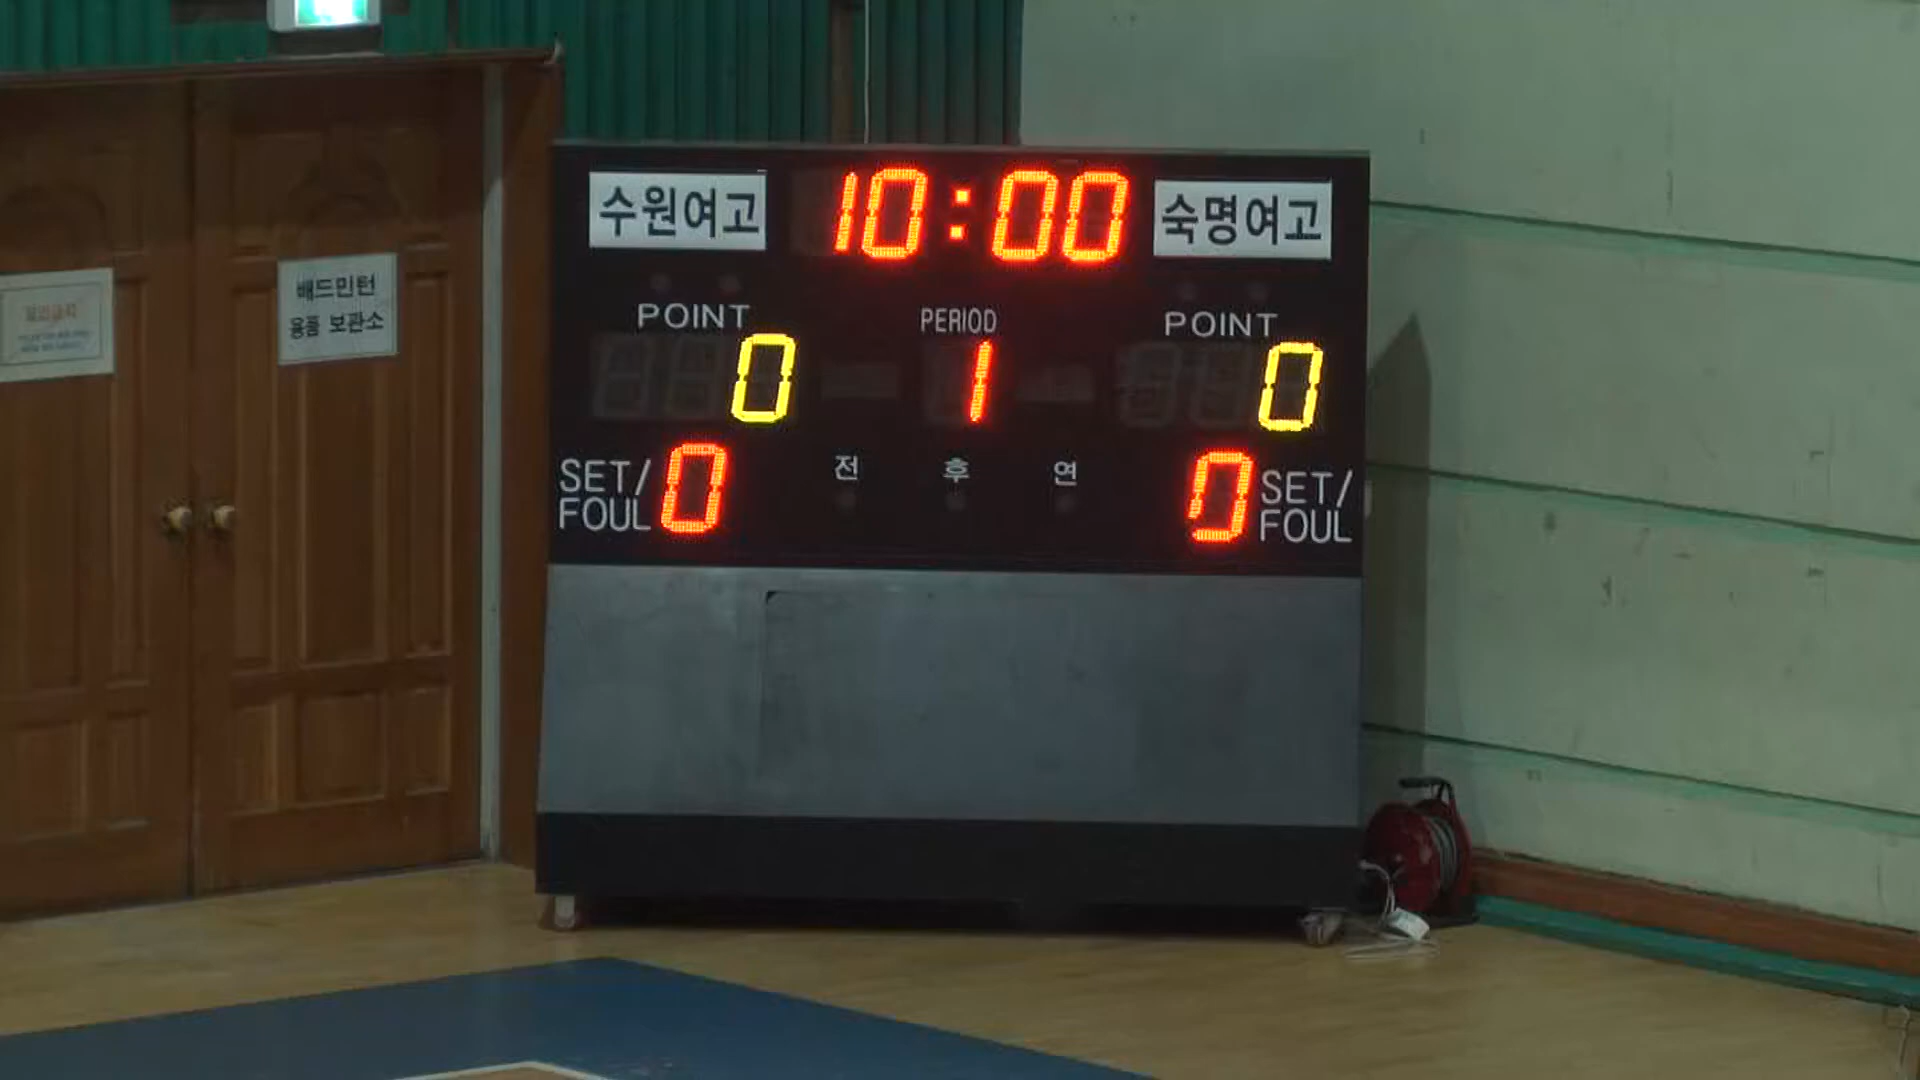 수원여고
10:00
숙명여고
POINT
PERIOD
POINT
0
1
0
SET/
FOUL
0
전
후
연
0
SET/
FOUL
배드민턴
용품 보관소